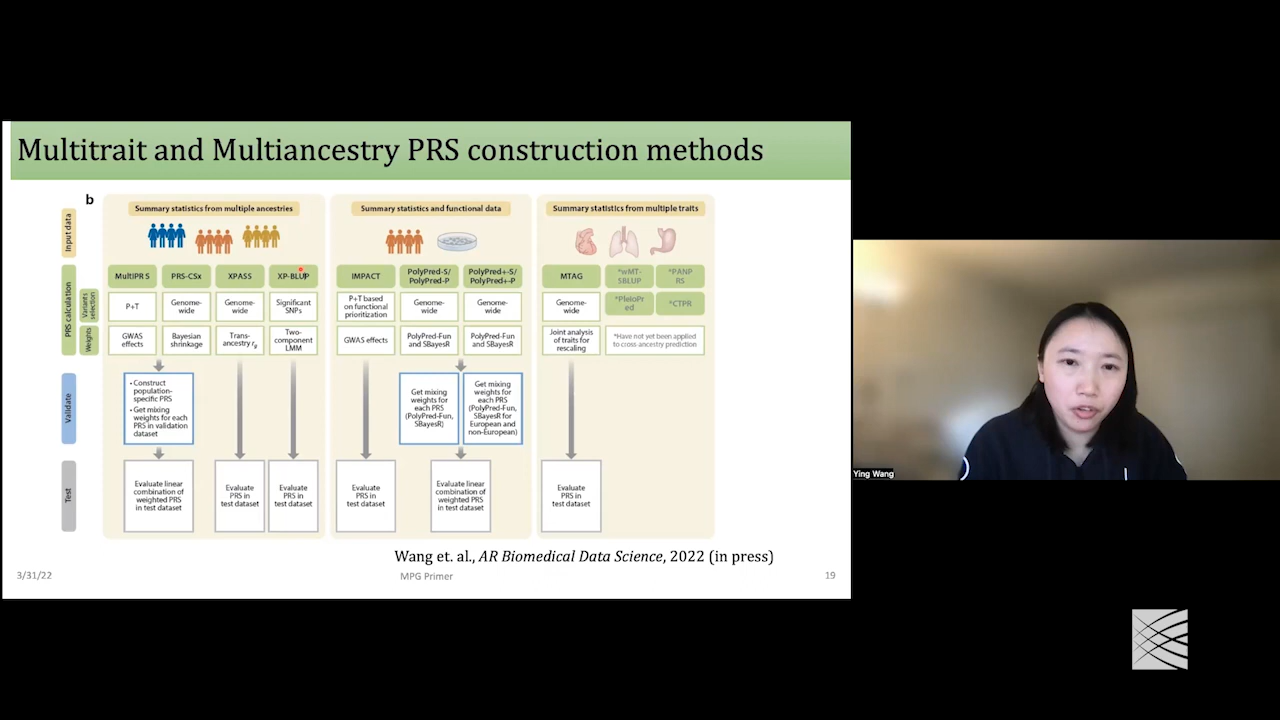 Multitrait and Multiancestry PRS construction methods
b
Input data
Summary statistics from multiple ancestries
Summary statistics and functional data
Summary statistics from multiple traits
PRS calculation
Variants selection
Weights
MultiPR S
PRS-CSx
XPASS
XP-BLUP
IMPACT
PolyPred-S/
PolyPred-P
PolyPred+-S/
PolyPred+-P
MTAG
*wMT-
SBLUP
*PANP
RS
*PleioPr
ed
*CTPR
P+T
Genome-
wide
Genome-
wide
Significant
SNPs
P+T based
on functional
prioritization
Genome-
wide
Genome-
wide
Genome-
wide
GWAS
effects
Bayesian
shrinkage
Trans-
ancestry rg
Two-
component
LMM
GWAS effects
PolyPred-Fun
and SBayesR
PolyPred-Fun
and SBayesR
Joint analysis
of traits for
rescaling
*Have not yet been applied
to cross ancestry prediction
Validate
• Construct
population-
specific PRS
• Get mixing
weights for each
PRS in validation
dataset
Get mixing
weights for
each PRS
(PolyPred-Fun,
SBayesR)
Get mixing
weights for
each PRS
(PolyPred-Fun,
SBayesR for
European and
non-European)
Test
Evaluate linear
combination of
weighted PRS
in test dataset
Evaluate
PRS in
test dataset
Evaluate
PRS in
test dataset
Evaluate
PRS in
test dataset
Evaluate linear
combination of
weighted PRS
in test dataset
Evaluate
PRS in
test dataset
Wang et. al., AR Biomedical Data Science, 2022 (in press)
3/31/22
MPG Primer
19
Ying Wang